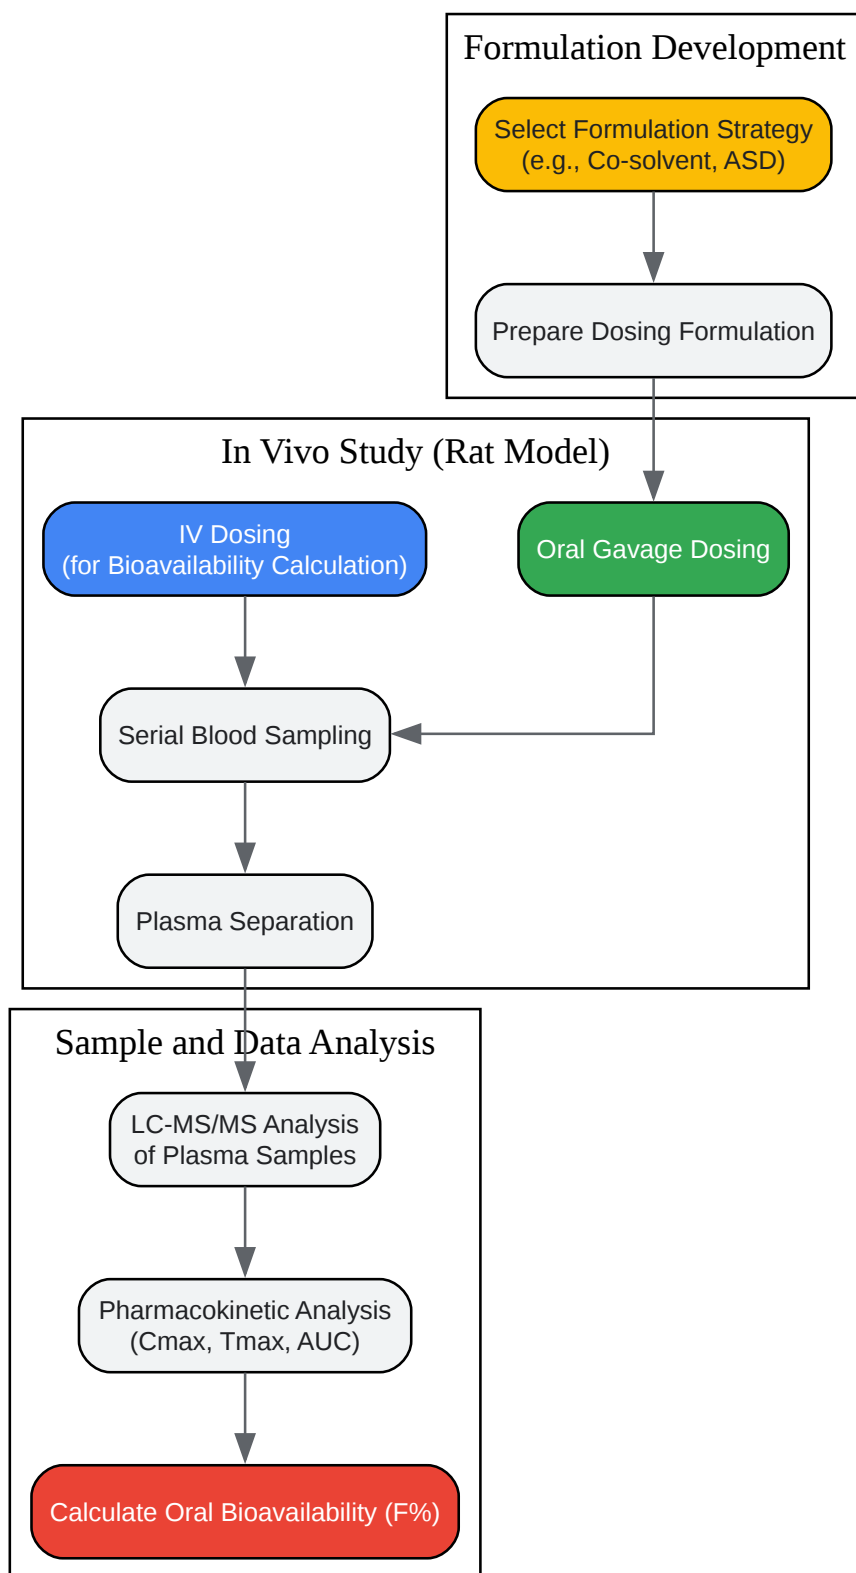 Formulation Development
Select Formulation Strategy
(e.g., Co-solvent, ASD)
Prepare Dosing Formulation
In Vivo Study (Rat Model)
IV Dosing
(for Bioavailability Calculation)
Oral Gavage Dosing
Serial Blood Sampling
Plasma Separation
Sample and Data Analysis
LC-MS/MS Analysis
of Plasma Samples
Pharmacokinetic Analysis
(Cmax, Tmax, AUC)
Calculate Oral Bioavailability (F%)